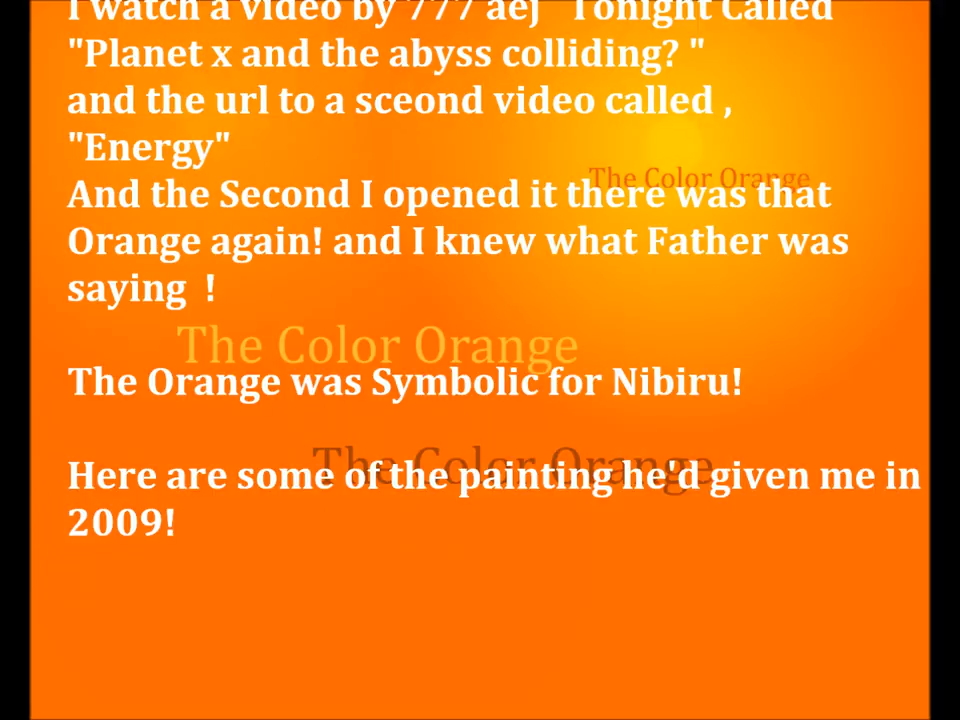 I watch a video by 777 aej Tonight Called
"Planet x and the abyss colliding? "
and the url to a sceond video called ,
"Energy"
The Color Orange
And the Second I opened it there was that
Orange again! and I knew what Father was
saying !
The Color Orange
The Orange was Symbolic for Nibiru!
The Color Orange
Here are some of the painting he'd given me in
2009!